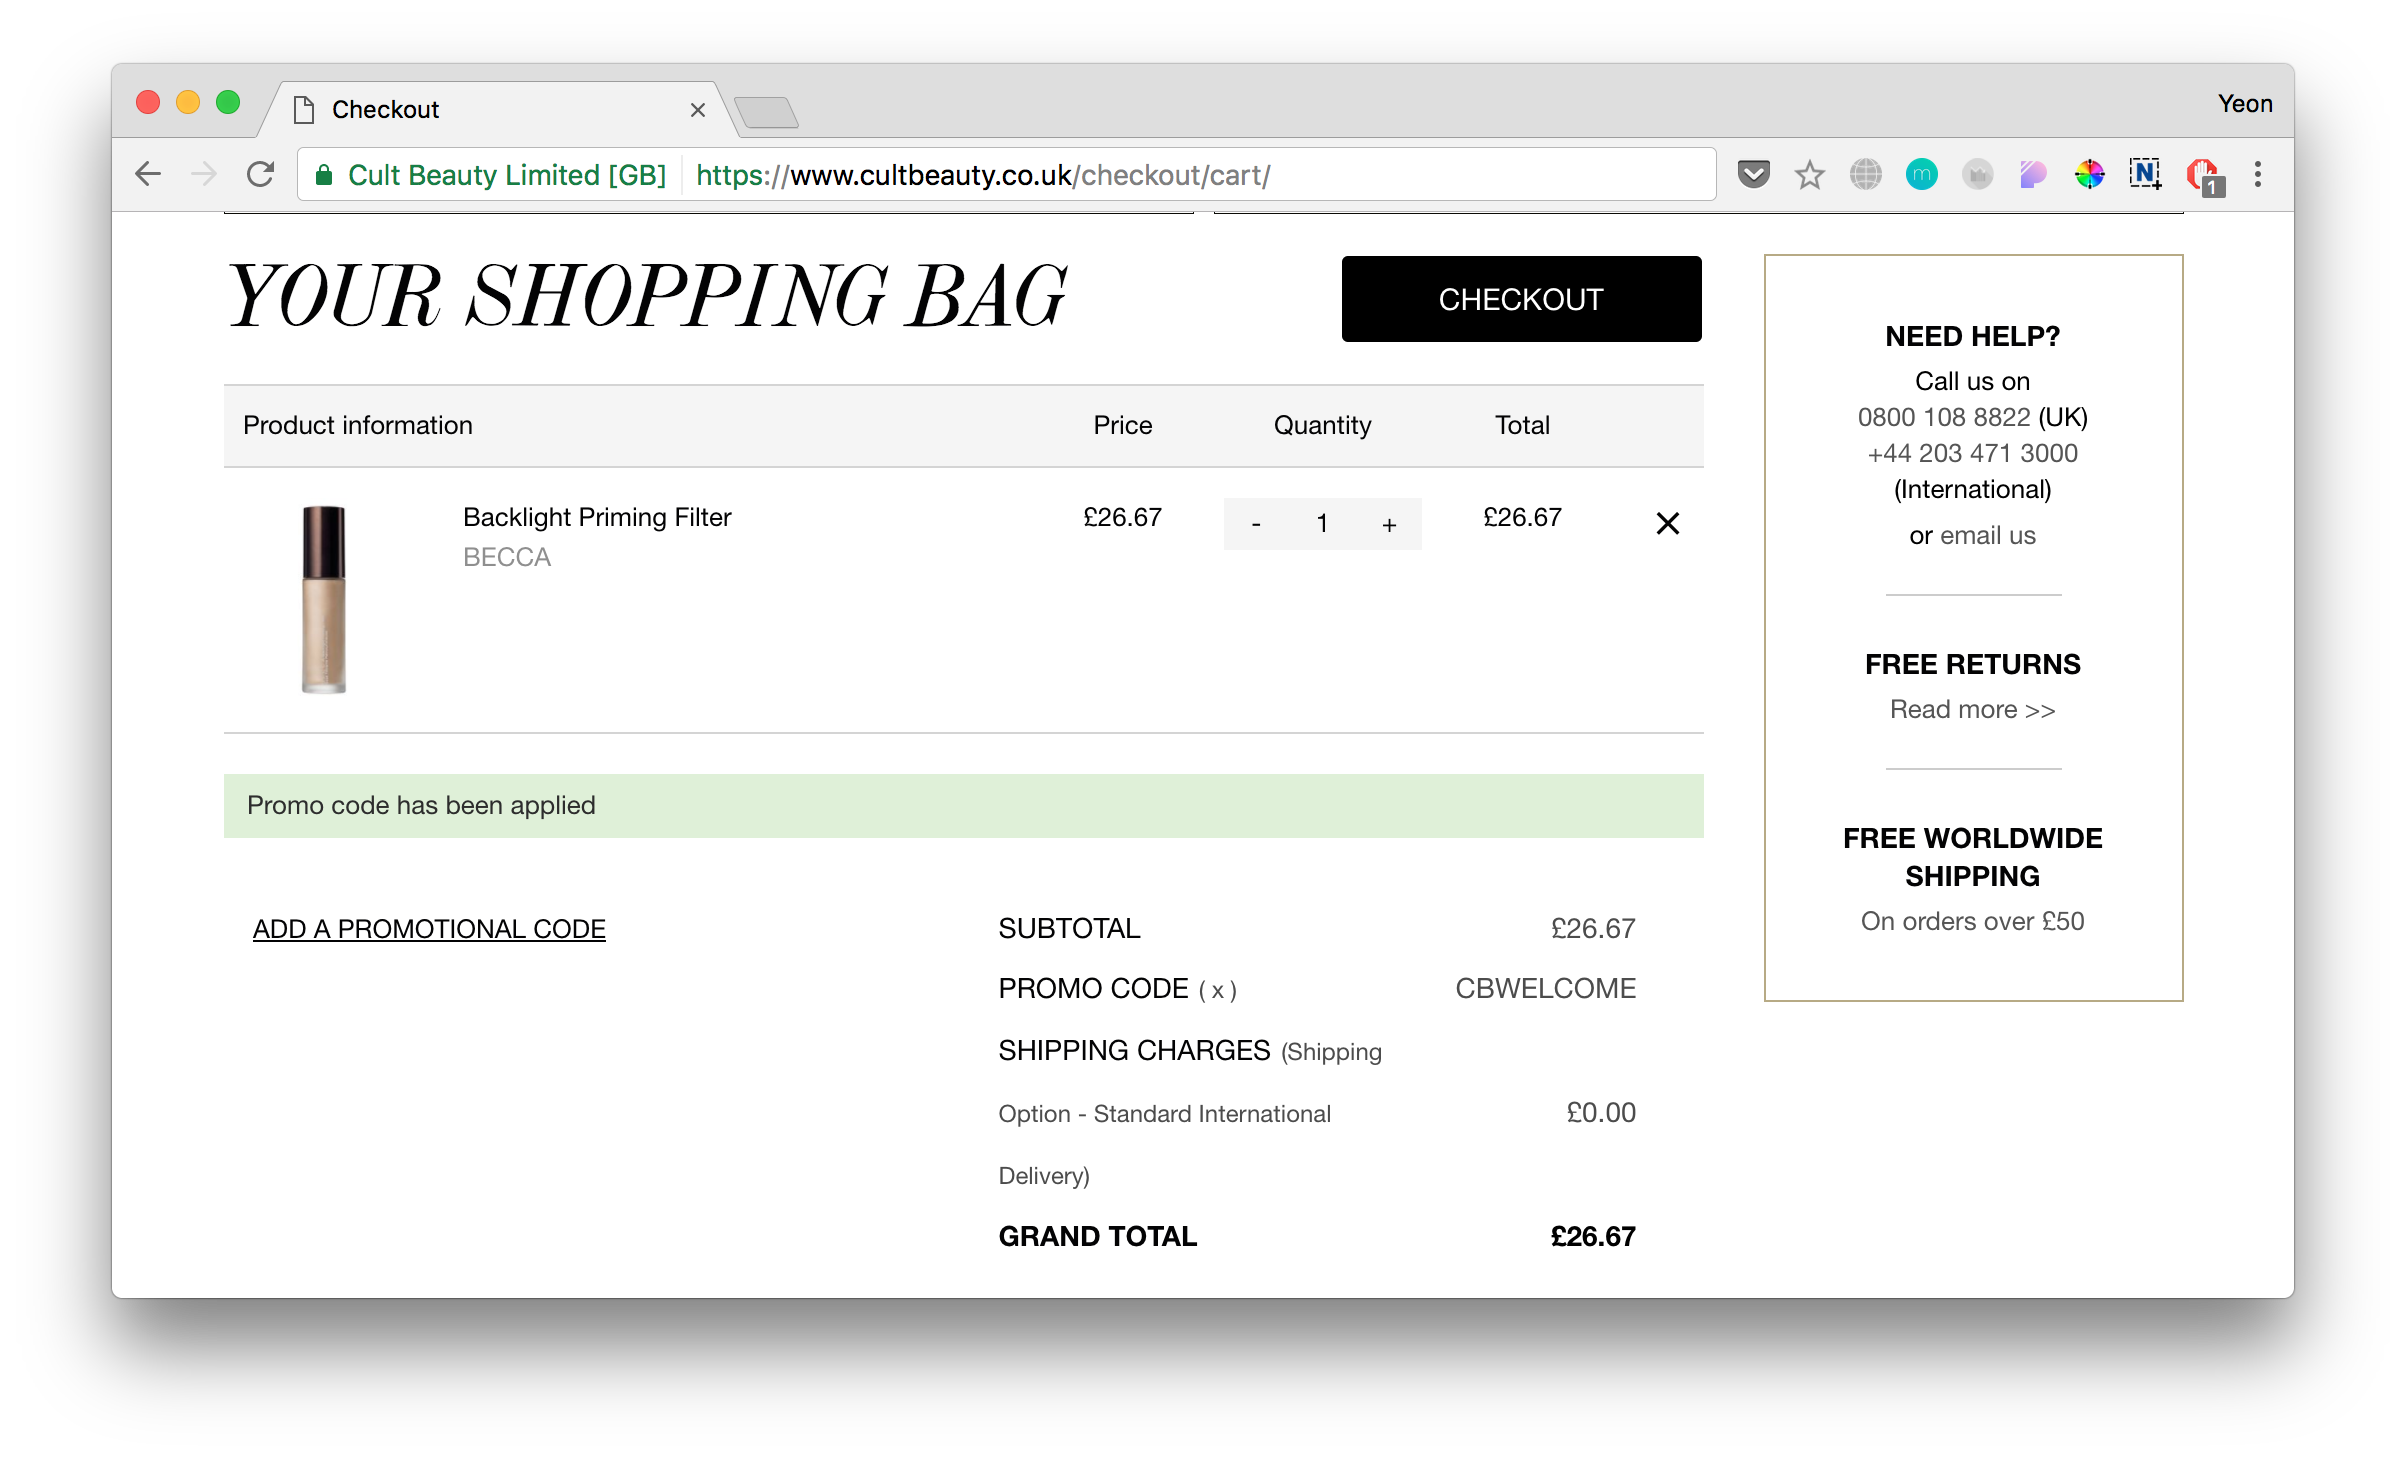 Checkout
Yeon
Cult Beauty Limited [GB] https://www.cultbeauty.co.uk/checkout/cart/
m
N
1
YOUR SHOPPING BAG
CHECKOUT
Product information Price Quantity Total
Backlight Priming Filter £26.67 - 1 + £26.67
BECCA
Promo code has been applied
ADD A PROMOTIONAL CODE
SUBTOTAL £26.67
PROMO CODE ( x ) CBWELCOME
SHIPPING CHARGES (Shipping
Option - Standard International £0.00
Delivery)
GRAND TOTAL £26.67
NEED HELP?
Call us on
0800 108 8822 (UK)
+44 203 471 3000
(International)
or email us
FREE RETURNS
Read more >>
FREE WORLDWIDE
SHIPPING
On orders over £50